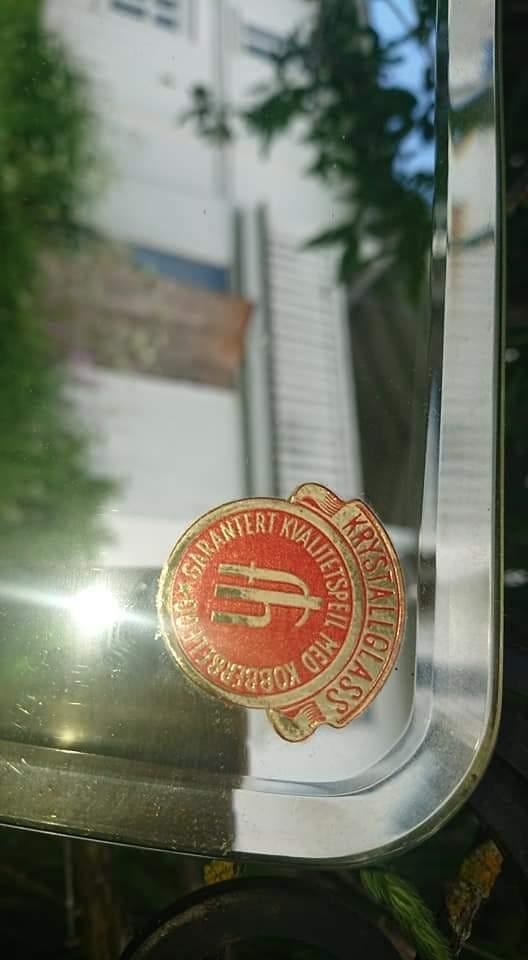 KRYSTALLGLASS
GARANTERT KVALITETSPEIL MED KOBBERBELEGG